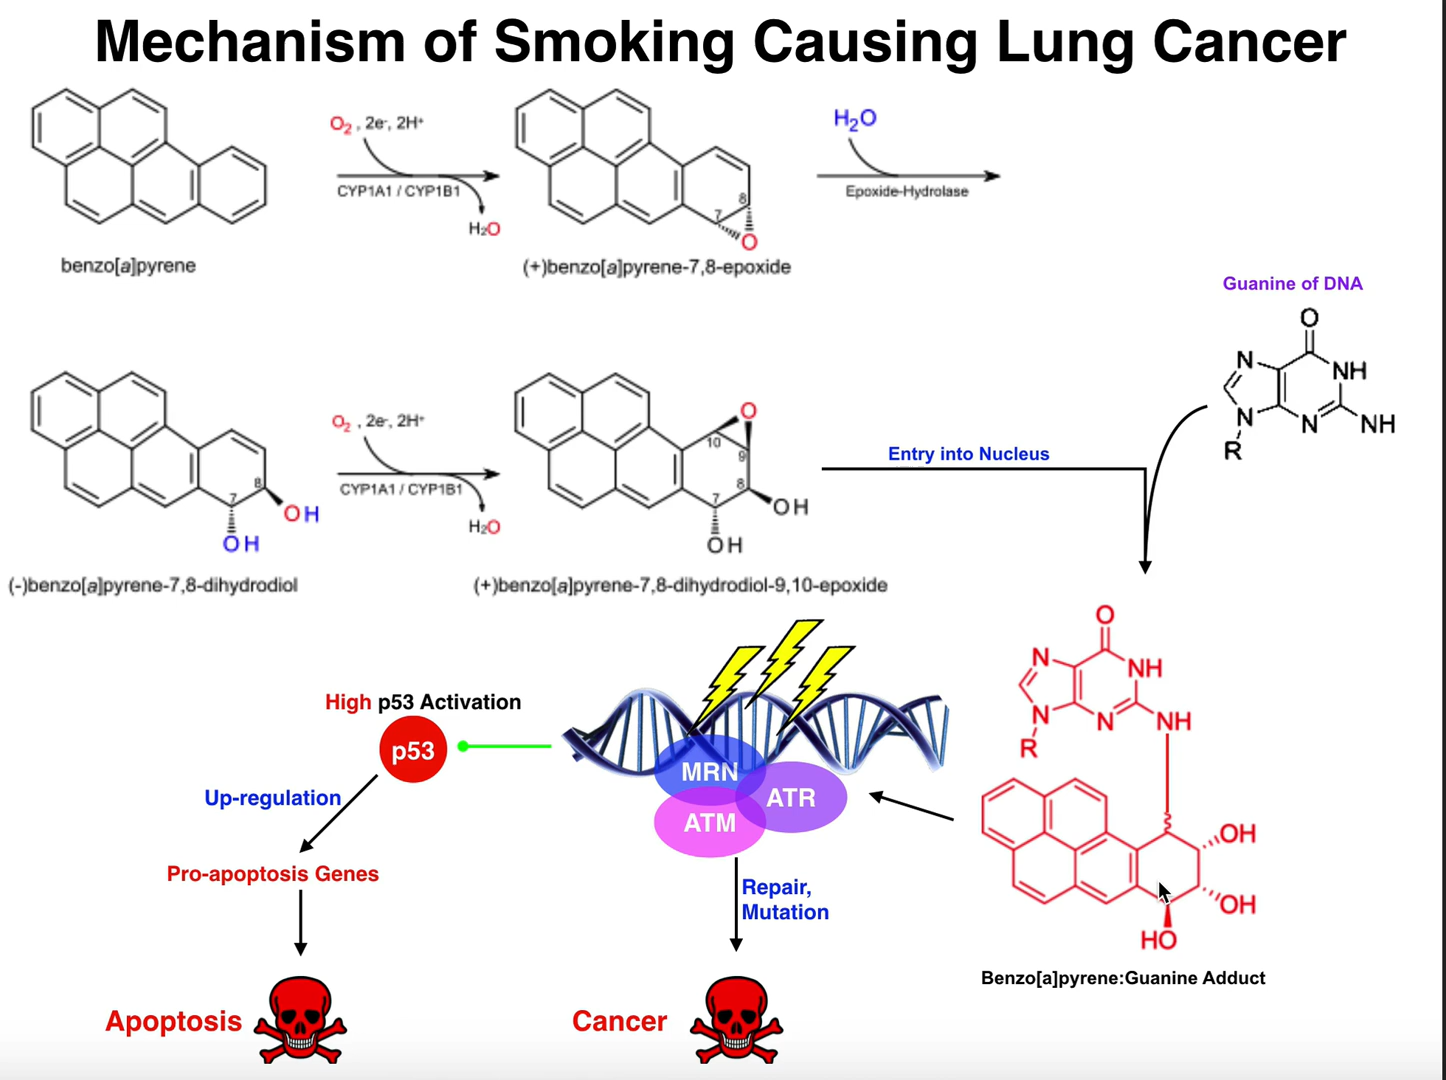 Mechanism of Smoking Causing Lung Cancer
O2 , 2e-, 2H+
CYP1A1 / CYP1B1
H2O
benzo[a]pyrene
7
8
O
(+)benzo[a]pyrene-7,8-epoxide
H2O
Epoxide-Hydrolase
7
8
OH
OH
(-)benzo[a]pyrene-7,8-dihydrodiol
O2 , 2e-, 2H+
CYP1A1 / CYP1B1
H2O
O
10
9
8
7
OH
OH
(+)benzo[a]pyrene-7,8-dihydrodiol-9,10-epoxide
Entry into Nucleus
Guanine of DNA
O
N
NH
N
N
NH
R
O
N
NH
N
N
NH
R
OH
OH
HO
Benzo[a]pyrene:Guanine Adduct
MRN
ATR
ATM
High p53 Activation
p53
Up-regulation
Pro-apoptosis Genes
Apoptosis
Repair,
Mutation
Cancer